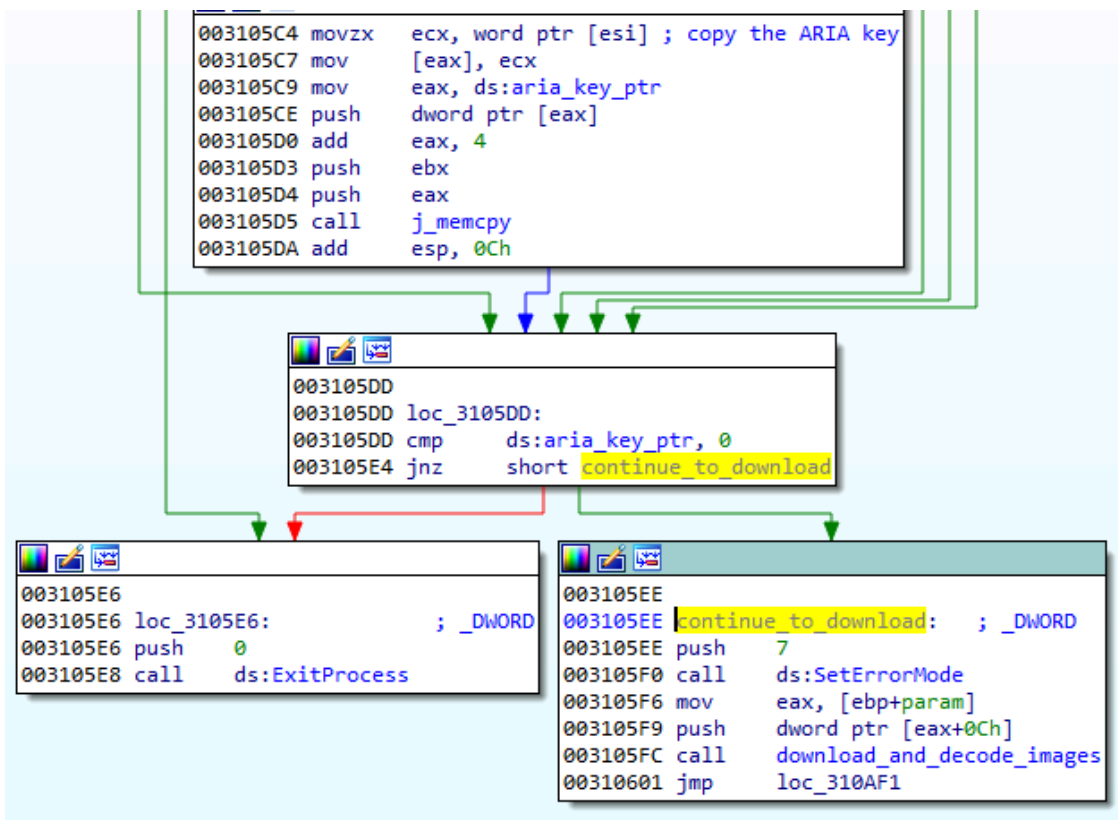 003105C4 movzx ecx, word ptr [esi] ; copy the ARIA key
003105C7 mov [eax], ecx
003105C9 mov eax, ds:aria_key_ptr
003105CE push dword ptr [eax]
003105D0 add eax, 4
003105D3 push ebx
003105D4 push eax
003105D5 call j_memcpy
003105DA add esp, 0Ch
003105DD
003105DD loc_3105DD:
003105DD cmp ds:aria_key_ptr, 0
003105E4 jnz short continue_to_download
003105E6
003105E6 loc_3105E6: ; _DWORD
003105E6 push 0
003105E8 call ds:ExitProcess
003105EE
003105EE continue_to_download: ; _DWORD
003105EE push 7
003105F0 call ds:SetErrorMode
003105F6 mov eax, [ebp+param]
003105F9 push dword ptr [eax+0Ch]
003105FC call download_and_decode_images
00310601 jmp loc_310AF1